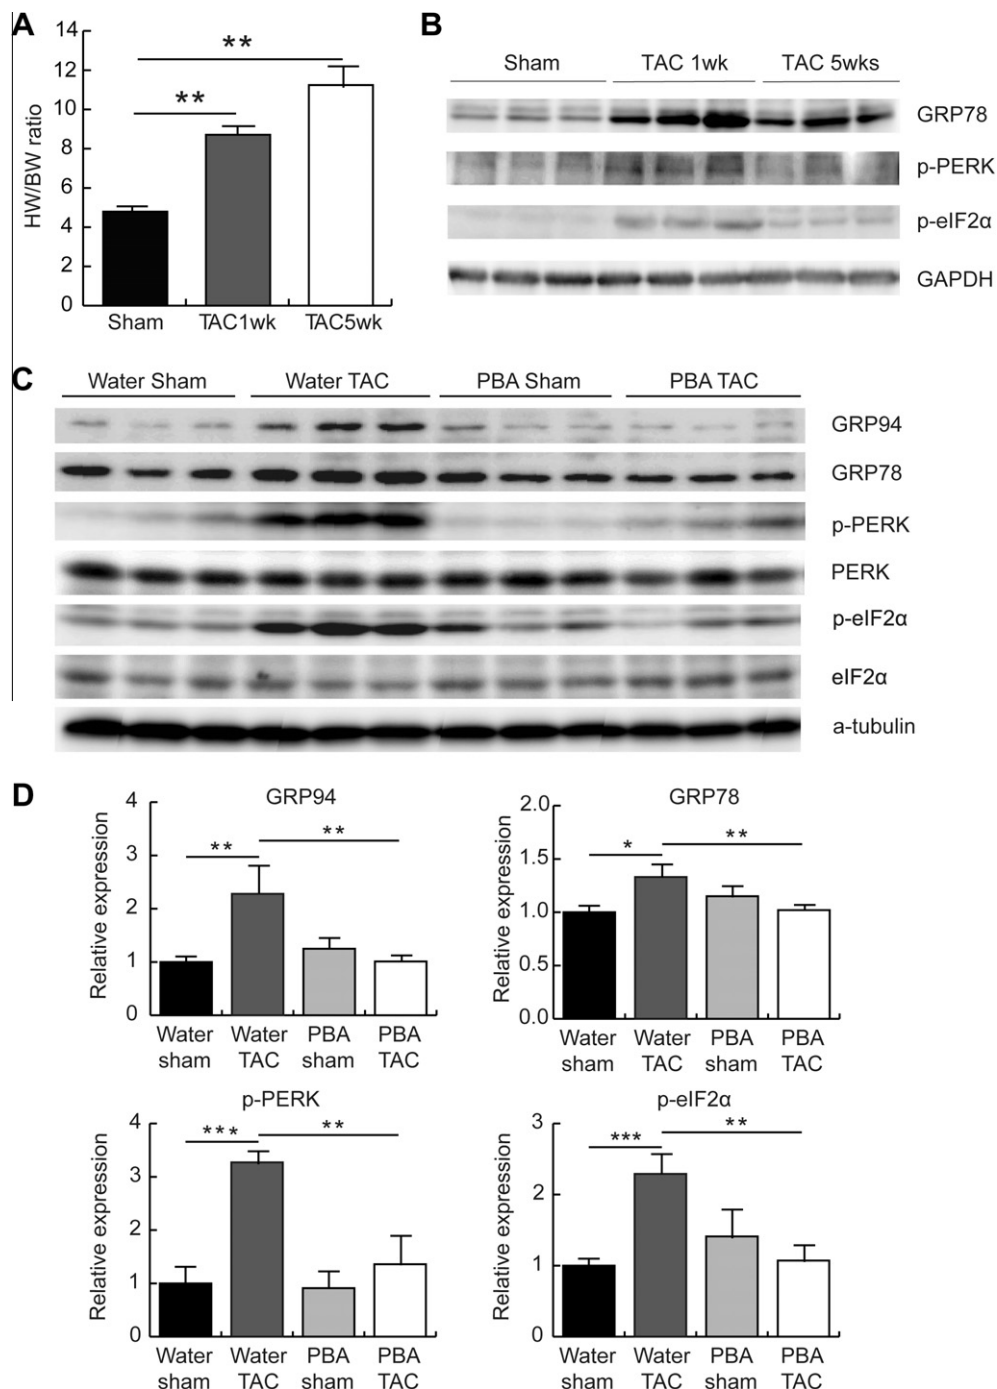 A
14
12
10
8
6
4
2
0
HW/BW ratio
**
**
Sham
TAC1wk
TAC5wk
B
Sham
TAC 1wk
TAC 5wks
GRP78
p-PERK
p-eIF2α
GAPDH
C
Water Sham
Water TAC
PBA Sham
PBA TAC
GRP94
GRP78
p-PERK
PERK
p-eIF2α
eIF2α
a-tubulin
D
GRP94
4
3
2
1
0
Relative expression
**
**
Water sham
Water TAC
PBA sham
PBA TAC
GRP78
2.0
1.5
1.0
0.5
0.0
Relative expression
*
**
Water sham
Water TAC
PBA sham
PBA TAC
p-PERK
4
3
2
1
0
Relative expression
***
**
Water sham
Water TAC
PBA sham
PBA TAC
p-eIF2α
3
2
1
0
Relative expression
***
**
Water sham
Water TAC
PBA sham
PBA TAC